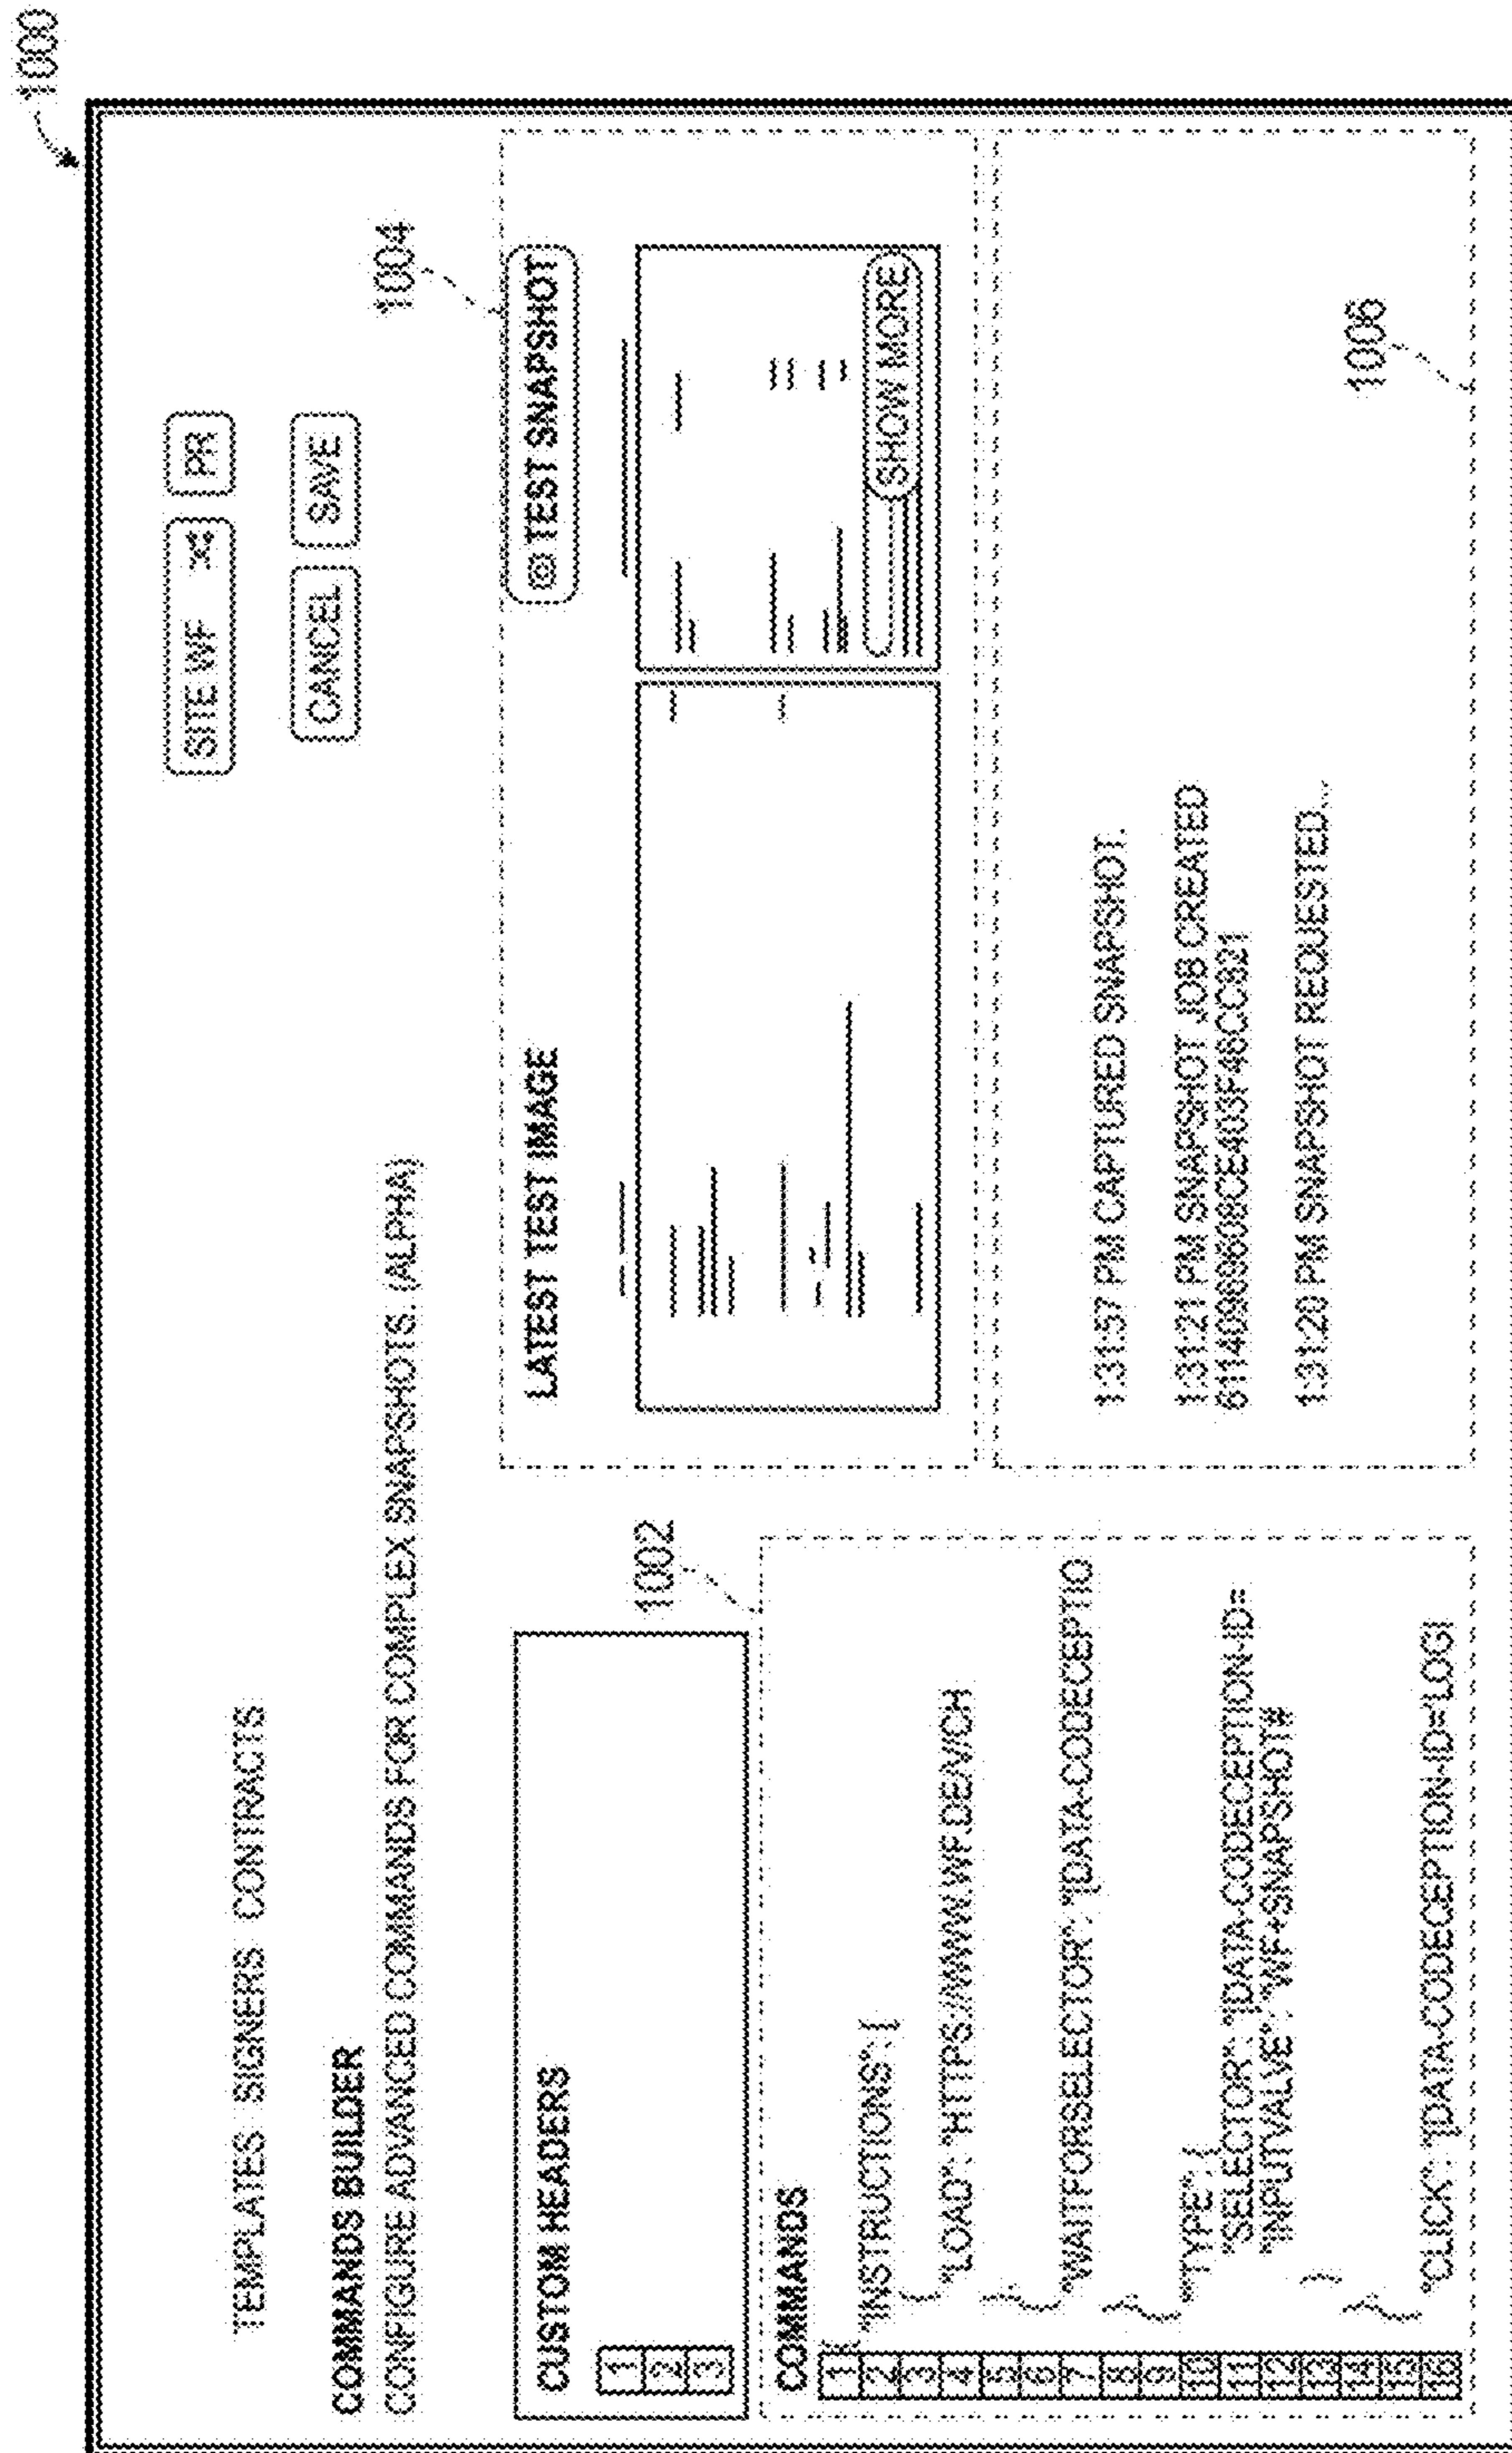 1000
SITE WF PR
TEMPLATES SIGNERS CONTRACTS
CANCEL SAVE
COMMANDS BUILDER
CONFIGURE ADVANCED COMMANDS FOR COMPLEX SNAPSHOTS. (ALPHA)
1004
CUSTOM HEADERS
1
2
3
1002
COMMANDS
1 {
2 "INSTRUCTIONS": [
3 {
4 "LOAD": "HTTPS://WWW.WF.DEV/CH
5 },
6 {
7 "WAITFORSELECTOR": "[DATA-CODECEPTIO
8 },
9 {
10 "TYPE": {
11 "SELECTOR": "[DATA-CODECEPTION-ID=
12 "INPUTVALVE": "WF+SNAPSHOT#
13 }
14 },
15 {
16 "CLICK": "[DATA-CODECEPTION-ID='LOGI
LATEST TEST IMAGE
TEST SNAPSHOT
SHOW MORE
1:31:57 PM CAPTURED SNAPSHOT.
1:31:21 PM SNAPSHOT JOB CREATED
1:31:20 PM SNAPSHOT REQUESTED...
1006